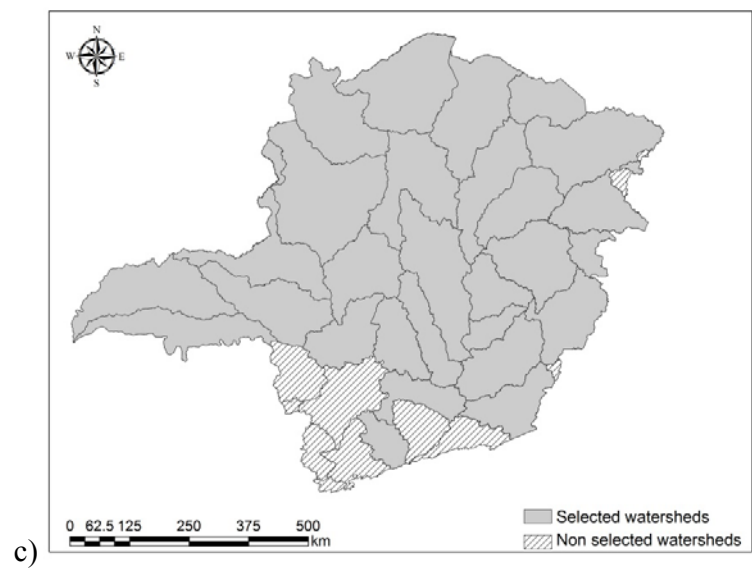 N
W E
S
0 62.5 125 250 375 500
km
Selected watersheds
Non selected watersheds
c)